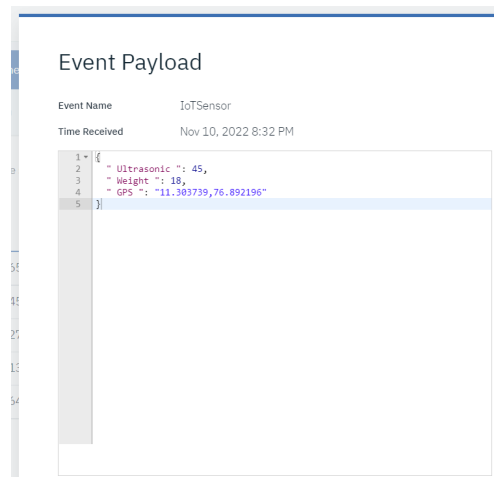 Event Payload
Event Name IoTSensor
Time Received Nov 10, 2022 8:32 PM
1 {
2 " Ultrasonic ": 45,
3 " Weight ": 18,
4 " GPS ": "11.303739,76.892196"
5 }